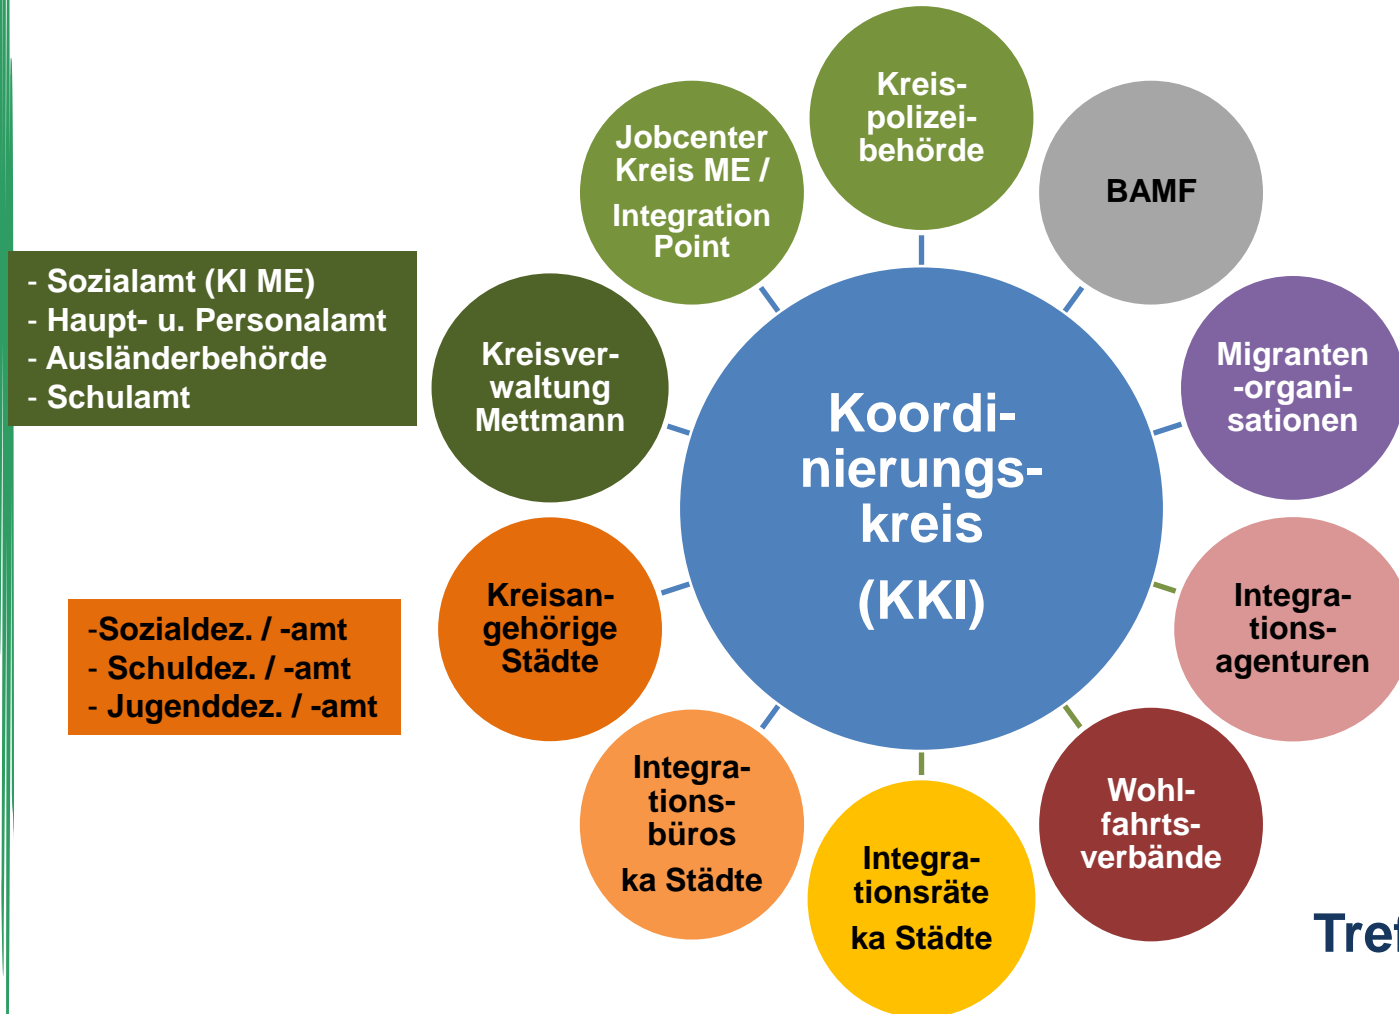 Kreis-
polizei-
behörde
Jobcenter
Kreis ME /
Integration
Point
BAMF
- Sozialamt (KI ME)
- Haupt- u. Personalamt
- Ausländerbehörde
- Schulamt
Kreisver-
waltung
Mettmann
Migranten
-organi-
sationen
Koordi-
nierungs-
kreis
(KKI)
Kreisan-
gehörige
Städte
-Sozialdez. / -amt
- Schuldez. / -amt
- Jugenddez. / -amt
Integra-
tions-
agenturen
Integra-
tions-
büros
ka Städte
Wohl-
fahrts-
verbände
Integra-
tionsräte
ka Städte